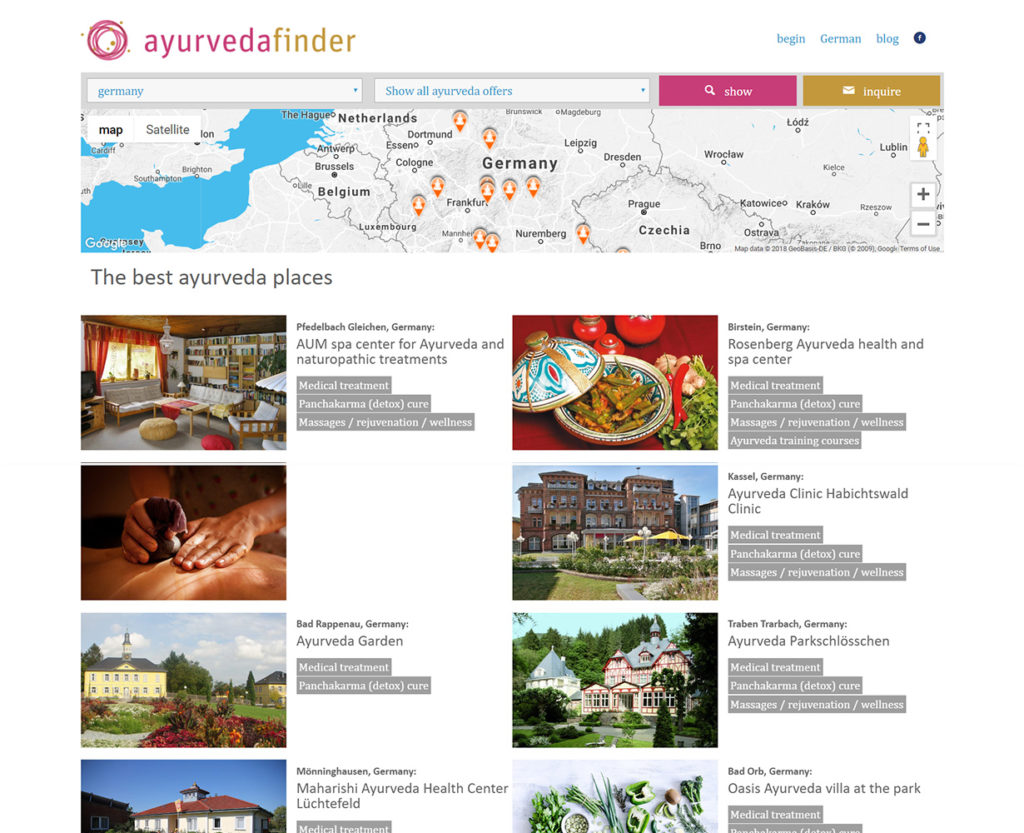 ayurvedafinder
begin German blog
germany
Show all ayurveda offers
show
inquire
map Satellite
The Hague
Netherlands
Brunswick
Magdeburg
Łódź
Cardiff
Dortmund
Essen
Leipzig
Lublin
Brighton
Southampton
Antwerp
Brussels
Cologne
Germany
Dresden
Wrocław
Kielce
Lille
Belgium
Frankfurt
Prague
Katowice
Kraków
Rzeszow
Luxembourg
Nuremberg
Czechia
Ostrava
Brno
Google
Map data © 2018 GeoBasis-DE / BKG (© 2009), Google Terms of Use
The best ayurveda places
Pfedelbach Gleichen, Germany:
AUM spa center for Ayurveda and
naturopathic treatments
Medical treatment
Panchakarma (detox) cure
Massages / rejuvenation / wellness
Birstein, Germany:
Rosenberg Ayurveda health and
spa center
Medical treatment
Panchakarma (detox) cure
Massages / rejuvenation / wellness
Ayurveda training courses
Kassel, Germany:
Ayurveda Clinic Habichtswald
Clinic
Medical treatment
Panchakarma (detox) cure
Massages / rejuvenation / wellness
Bad Rappenau, Germany:
Ayurveda Garden
Medical treatment
Panchakarma (detox) cure
Traben Trarbach, Germany:
Ayurveda Parkschlösschen
Medical treatment
Panchakarma (detox) cure
Massages / rejuvenation / wellness
Mönninghausen, Germany:
Maharishi Ayurveda Health Center
Lüchtefeld
Medical treatment
Bad Orb, Germany:
Oasis Ayurveda villa at the park
Medical treatment
Panchakarma (detox) cure